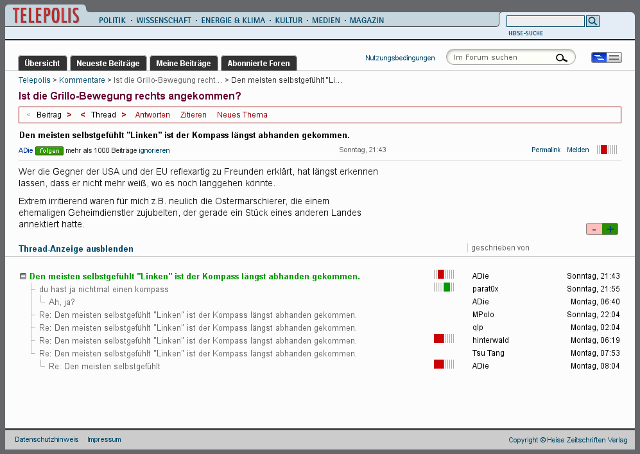 TELEPOLIS
POLITIK · WISSENSCHAFT · ENERGIE & KLIMA · KULTUR · MEDIEN · MAGAZIN
HEISE-SUCHE
Übersicht Neueste Beiträge Meine Beiträge Abonnierte Foren
Nutzungsbedingungen Im Forum suchen
Telepolis > Kommentare > Ist die Grillo-Bewegung recht... > Den meisten selbstgefühlt "Li...
Ist die Grillo-Bewegung rechts angekommen?
< Beitrag > < Thread > Antworten Zitieren Neues Thema
Den meisten selbstgefühlt "Linken" ist der Kompass längst abhanden gekommen.
ADie folgen mehr als 1000 Beiträge ignorieren Sonntag, 21:43 Permalink Melden
Wer die Gegner der USA und der EU reflexartig zu Freunden erklärt, hat längst erkennen
lassen, dass er nicht mehr weiß, wo es noch langgehen könnte.
Extrem irritierend waren für mich z.B. neulich die Ostermarschierer, die einem
ehemaligen Geheimdienstler zujubelten, der gerade ein Stück eines anderen Landes
annektiert hatte.
- +
Thread-Anzeige ausblenden geschrieben von
Den meisten selbstgefühlt "Linken" ist der Kompass längst abhanden gekommen. ADie Sonntag, 21:43
du hast ja nichtmal einen kompass parat0x Sonntag, 21:55
Ah, ja? ADie Montag, 06:40
Re: Den meisten selbstgefühlt "Linken" ist der Kompass längst abhanden gekommen. MPolo Sonntag, 22:04
Re: Den meisten selbstgefühlt "Linken" ist der Kompass längst abhanden gekommen. qlp Sonntag, 22:08
Re: Den meisten selbstgefühlt "Linken" ist der Kompass längst abhanden gekommen. hinterwald Montag, 06:19
Re: Den meisten selbstgefühlt "Linken" ist der Kompass längst abhanden gekommen. Tsu Tang Montag, 07:53
Re: Den meisten selbstgefühlt ADie Montag, 08:04
Datenschutzhinweis Impressum Copyright © Heise Zeitschriften Verlag